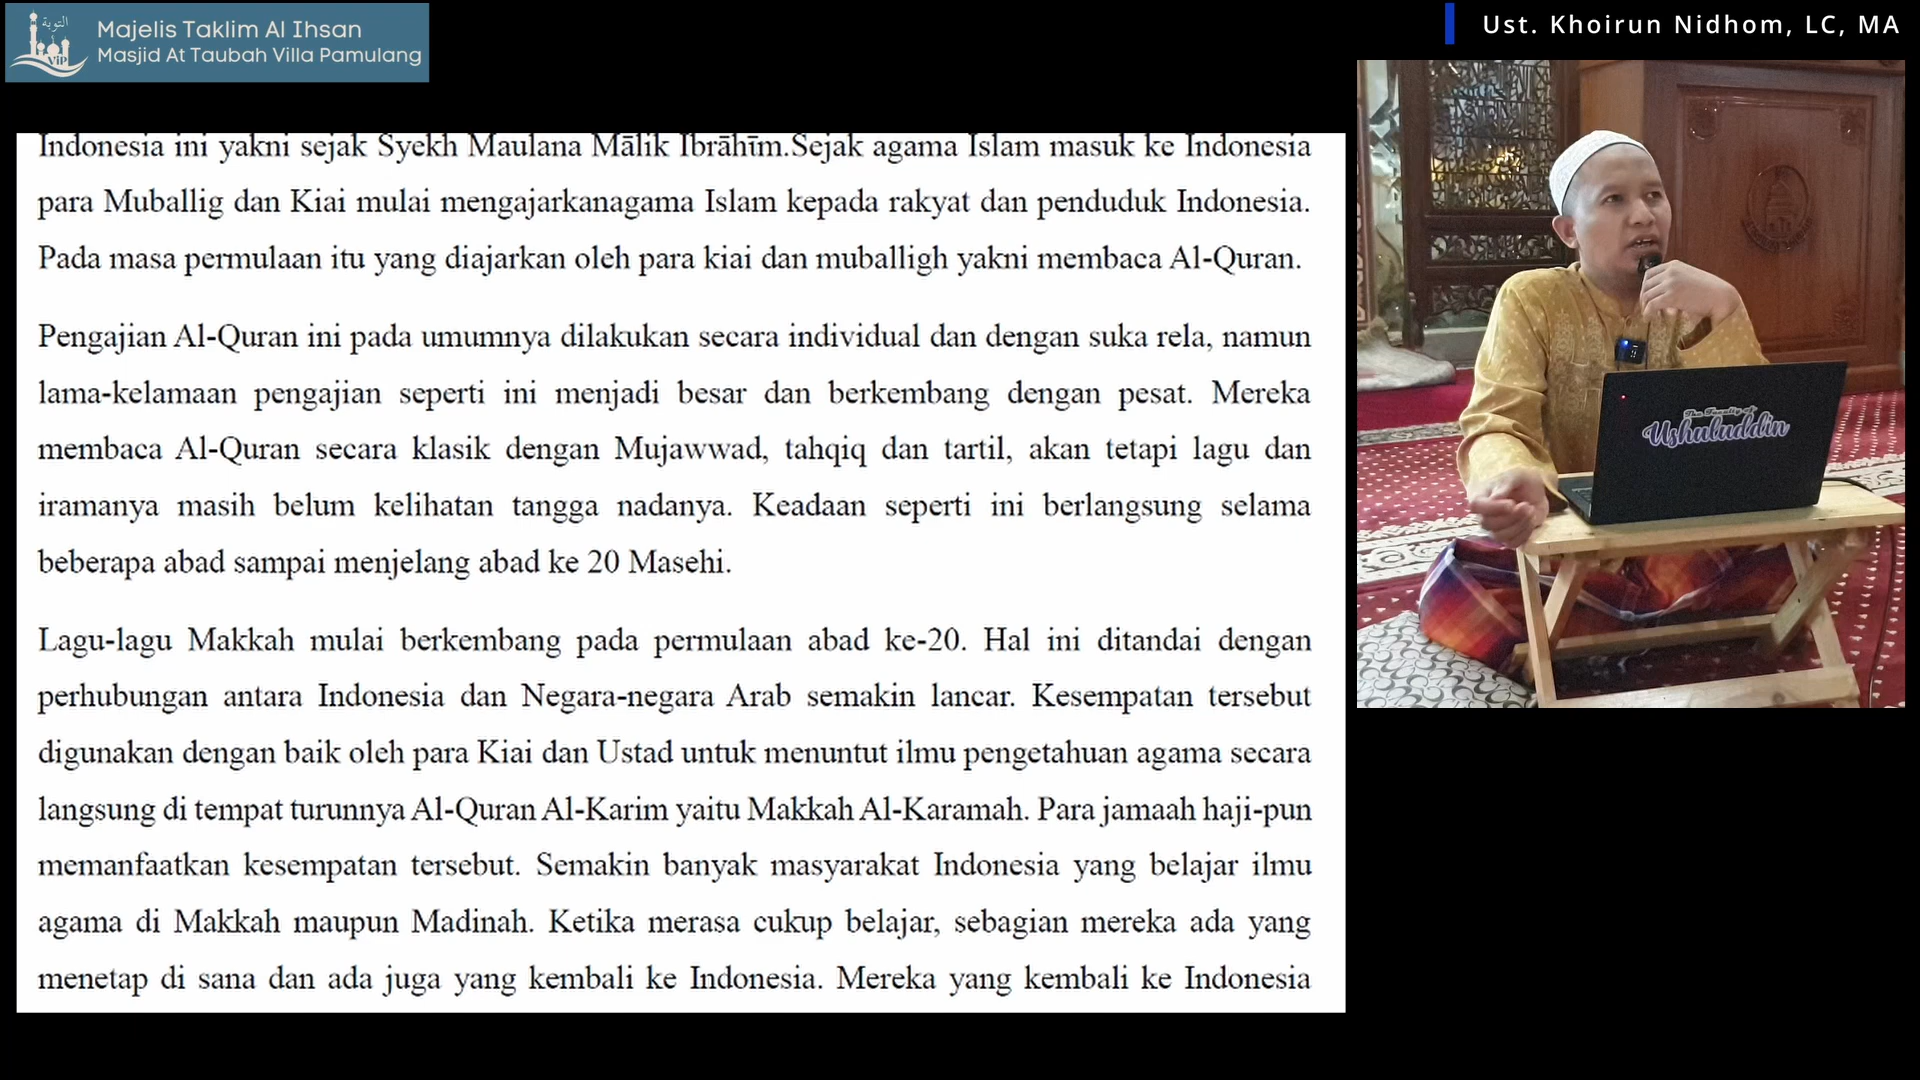 التوبة
ViP
Majelis Taklim Al Ihsan
Masjid At Taubah Villa Pamulang
Ust. Khoirun Nidhom, LC, MA
Indonesia ini yakni sejak Syekh Maulana Mālik Ibrāhīm.Sejak agama Islam masuk ke Indonesia
para Muballig dan Kiai mulai mengajarkanagama Islam kepada rakyat dan penduduk Indonesia.
Pada masa permulaan itu yang diajarkan oleh para kiai dan muballigh yakni membaca Al-Quran.
Pengajian Al-Quran ini pada umumnya dilakukan secara individual dan dengan suka rela, namun
lama-kelamaan pengajian seperti ini menjadi besar dan berkembang dengan pesat. Mereka
membaca Al-Quran secara klasik dengan Mujawwad, tahqiq dan tartil, akan tetapi lagu dan
iramanya masih belum kelihatan tangga nadanya. Keadaan seperti ini berlangsung selama
beberapa abad sampai menjelang abad ke 20 Masehi.
Lagu-lagu Makkah mulai berkembang pada permulaan abad ke-20. Hal ini ditandai dengan
perhubungan antara Indonesia dan Negara-negara Arab semakin lancar. Kesempatan tersebut
digunakan dengan baik oleh para Kiai dan Ustad untuk menuntut ilmu pengetahuan agama secara
langsung di tempat turunnya Al-Quran Al-Karim yaitu Makkah Al-Karamah. Para jamaah haji-pun
memanfaatkan kesempatan tersebut. Semakin banyak masyarakat Indonesia yang belajar ilmu
agama di Makkah maupun Madinah. Ketika merasa cukup belajar, sebagian mereka ada yang
menetap di sana dan ada juga yang kembali ke Indonesia. Mereka yang kembali ke Indonesia
The Faculty of
Ushuluddin